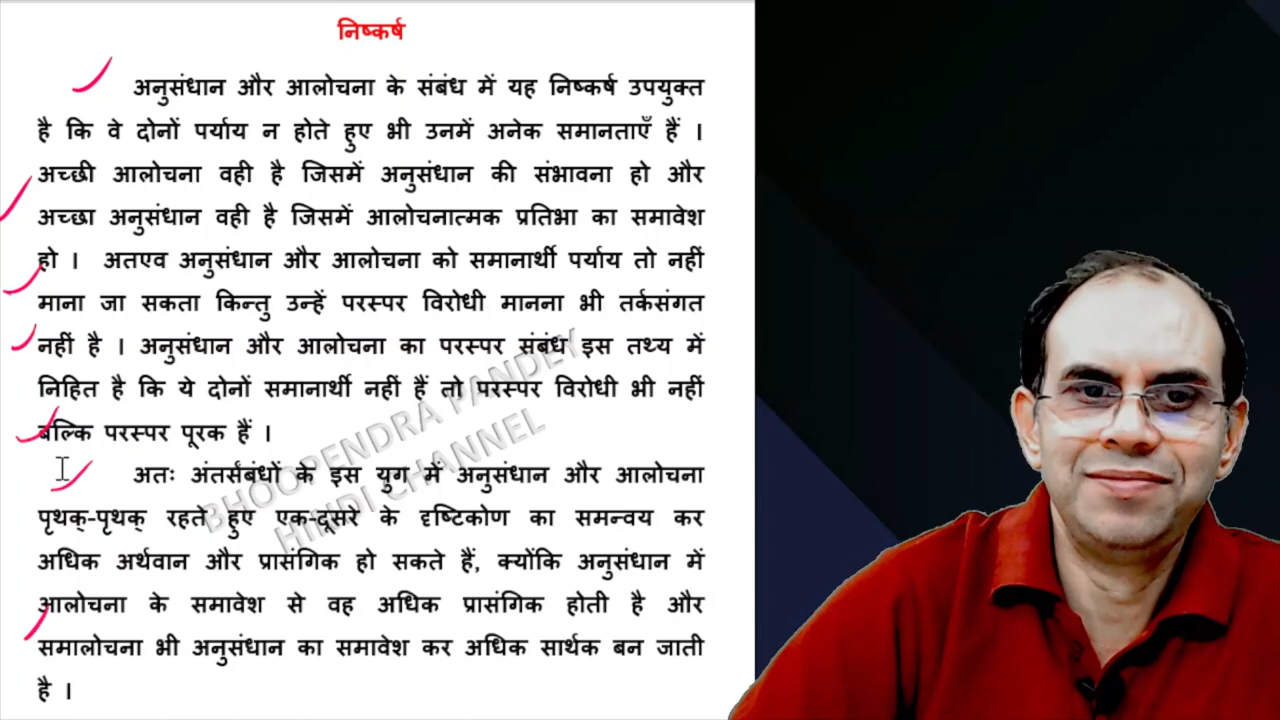 निष्कर्ष
अनुसंधान और आलोचना के संबंध में यह निष्कर्ष उपयुक्त
है कि वे दोनों पर्याय न होते हुए भी उनमें अनेक समानताएँ हैं ।
अच्छी आलोचना वही है जिसमें अनुसंधान की संभावना हो और
अच्छा अनुसंधान वही है जिसमें आलोचनात्मक प्रतिभा का समावेश
हो । अतएव अनुसंधान और आलोचना को समानार्थी पर्याय तो नहीं
माना जा सकता किन्तु उन्हें परस्पर विरोधी मानना भी तर्कसंगत
नहीं है । अनुसंधान और आलोचना का परस्पर संबंध इस तथ्य में
निहित है कि ये दोनों समानार्थी नहीं हैं तो परस्पर विरोधी भी नहीं
बल्कि परस्पर पूरक हैं ।
अतः अंतर्संबंधों के इस युग में अनुसंधान और आलोचना
पृथक्-पृथक् रहते हुए एक-दूसरे के दृष्टिकोण का समन्वय कर
अधिक अर्थवान और प्रासंगिक हो सकते हैं, क्योंकि अनुसंधान में
आलोचना के समावेश से वह अधिक प्रासंगिक होती है और
समालोचना भी अनुसंधान का समावेश कर अधिक सार्थक बन जाती
है ।
BHOOPENDRA PANDEY
HINDI CHANNEL